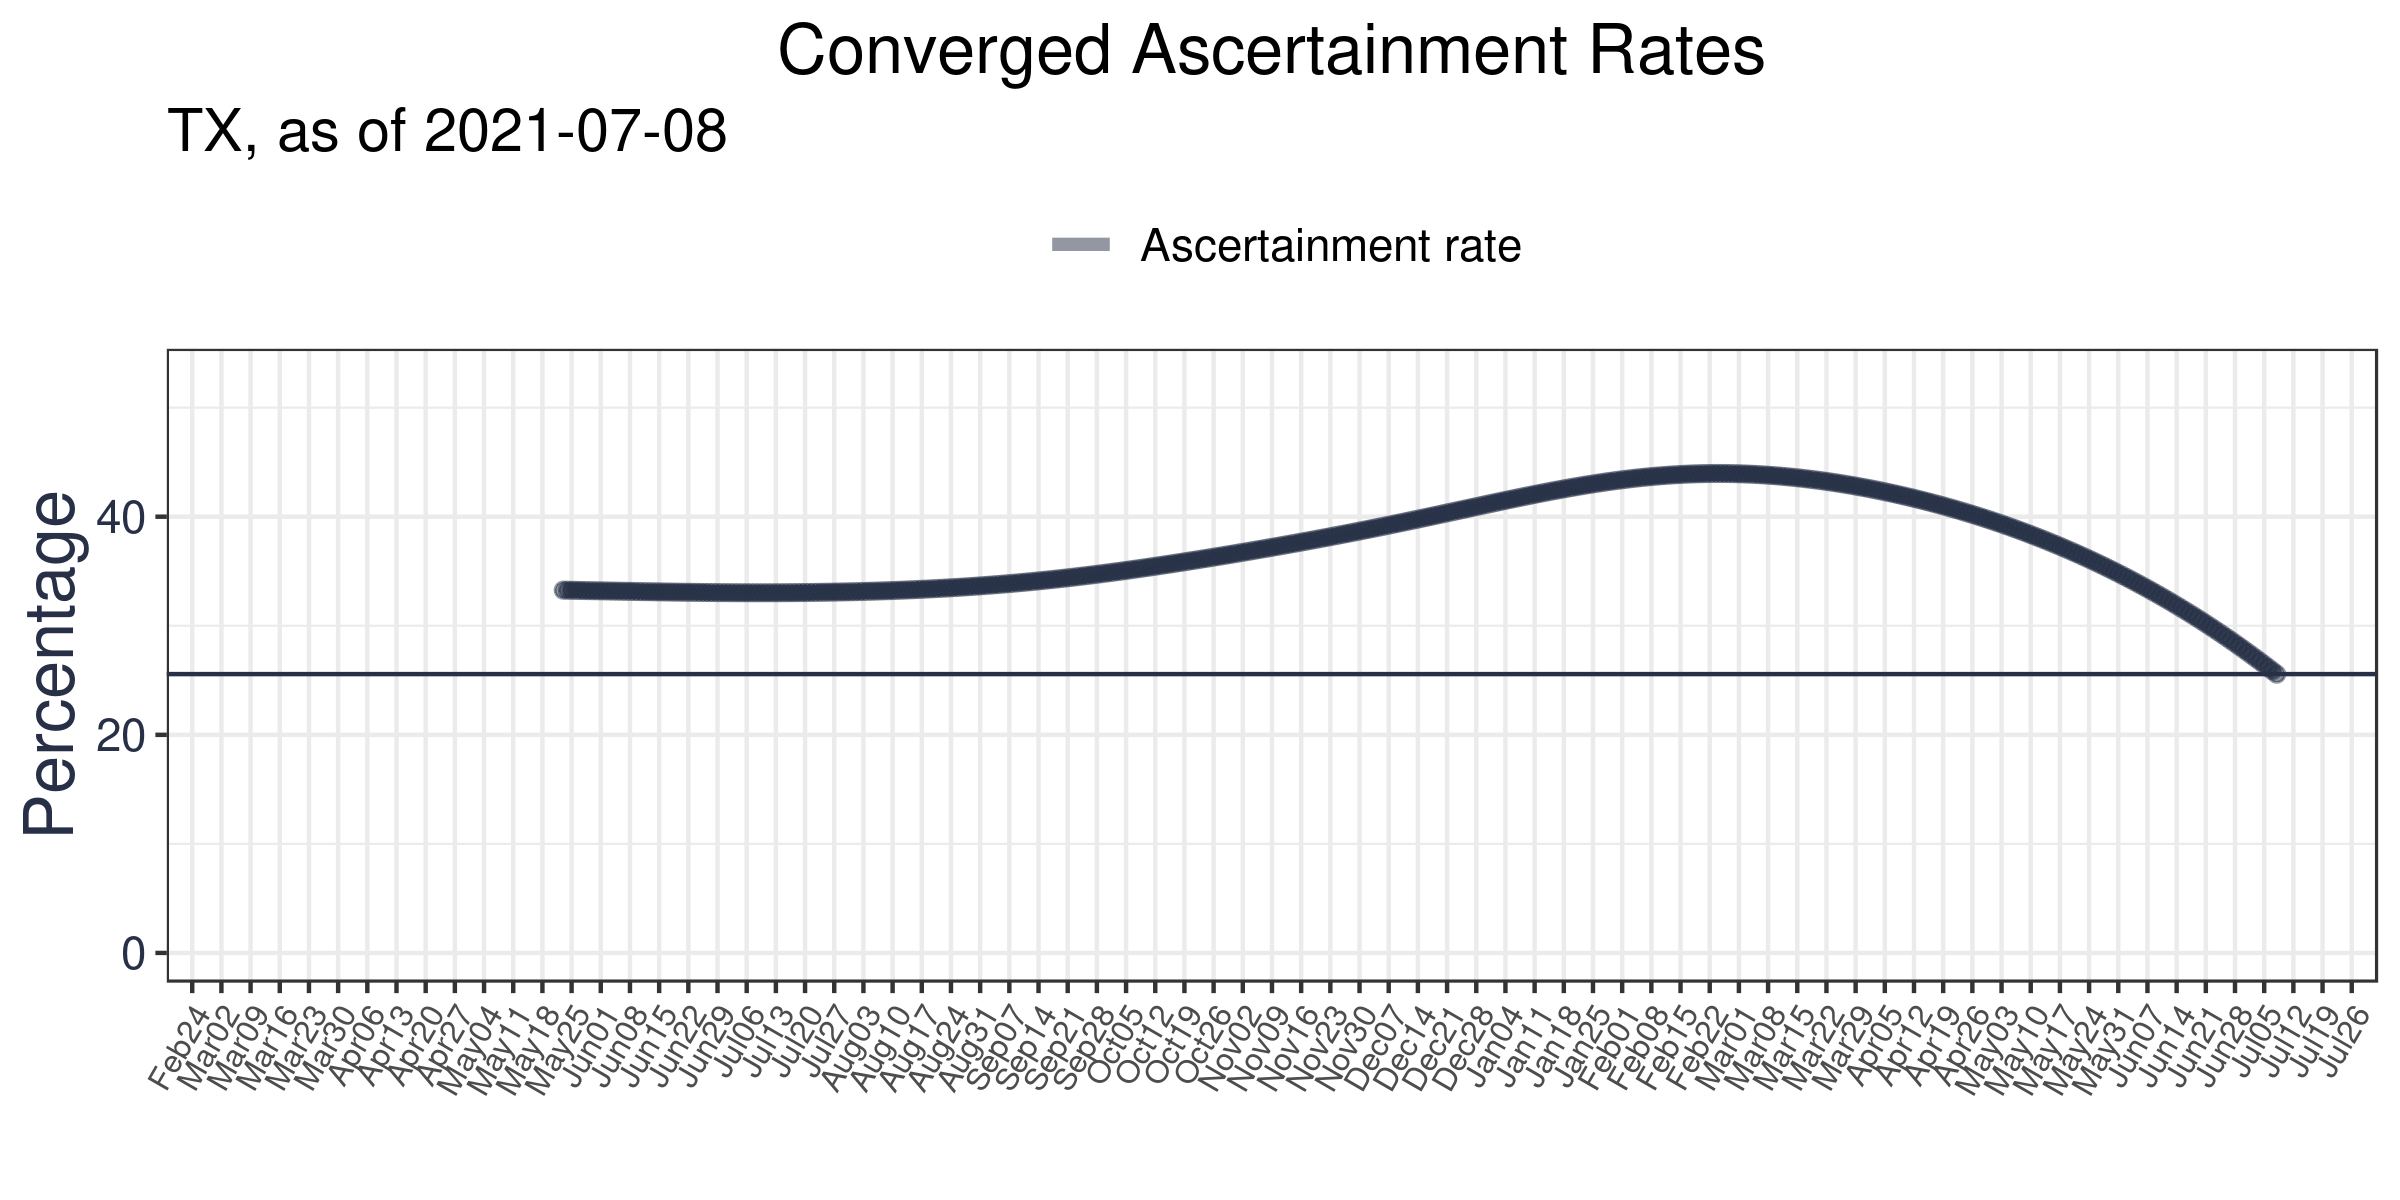 Converged Ascertainment Rates
TX, as of 2021-07-08
Ascertainment rate
Percentage
40
20
0
Feb24
Mar02
Mar09
Mar16
Mar23
Mar30
Apr06
Apr13
Apr20
Apr27
May04
May11
May18
May25
Jun01
Jun08
Jun15
Jun22
Jun29
Jul06
Jul13
Jul20
Jul27
Aug03
Aug10
Aug17
Aug24
Aug31
Sep07
Sep14
Sep21
Sep28
Oct05
Oct12
Oct19
Oct26
Nov02
Nov09
Nov16
Nov23
Nov30
Dec07
Dec14
Dec21
Dec28
Jan04
Jan11
Jan18
Jan25
Feb01
Feb08
Feb15
Feb22
Mar01
Mar08
Mar15
Mar22
Mar29
Apr05
Apr12
Apr19
Apr26
May03
May10
May17
May24
May31
Jun07
Jun14
Jun21
Jun28
Jul05
Jul12
Jul19
Jul26